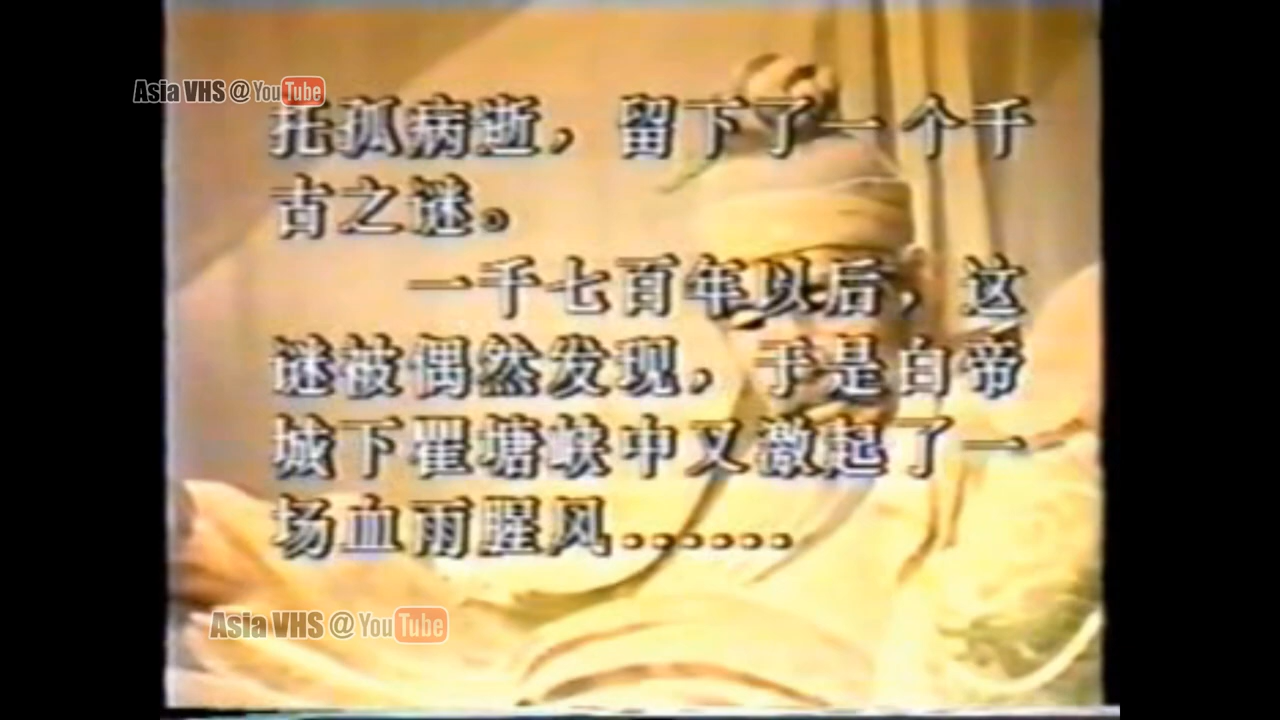 Asia VHS @ YouTube
托孤病逝，留下了一个千
古之谜。
一千七百年以后，这
谜被偶然发现，于是白帝
城下瞿塘峡中又激起了一
场血雨腥风......
Asia VHS @ YouTube